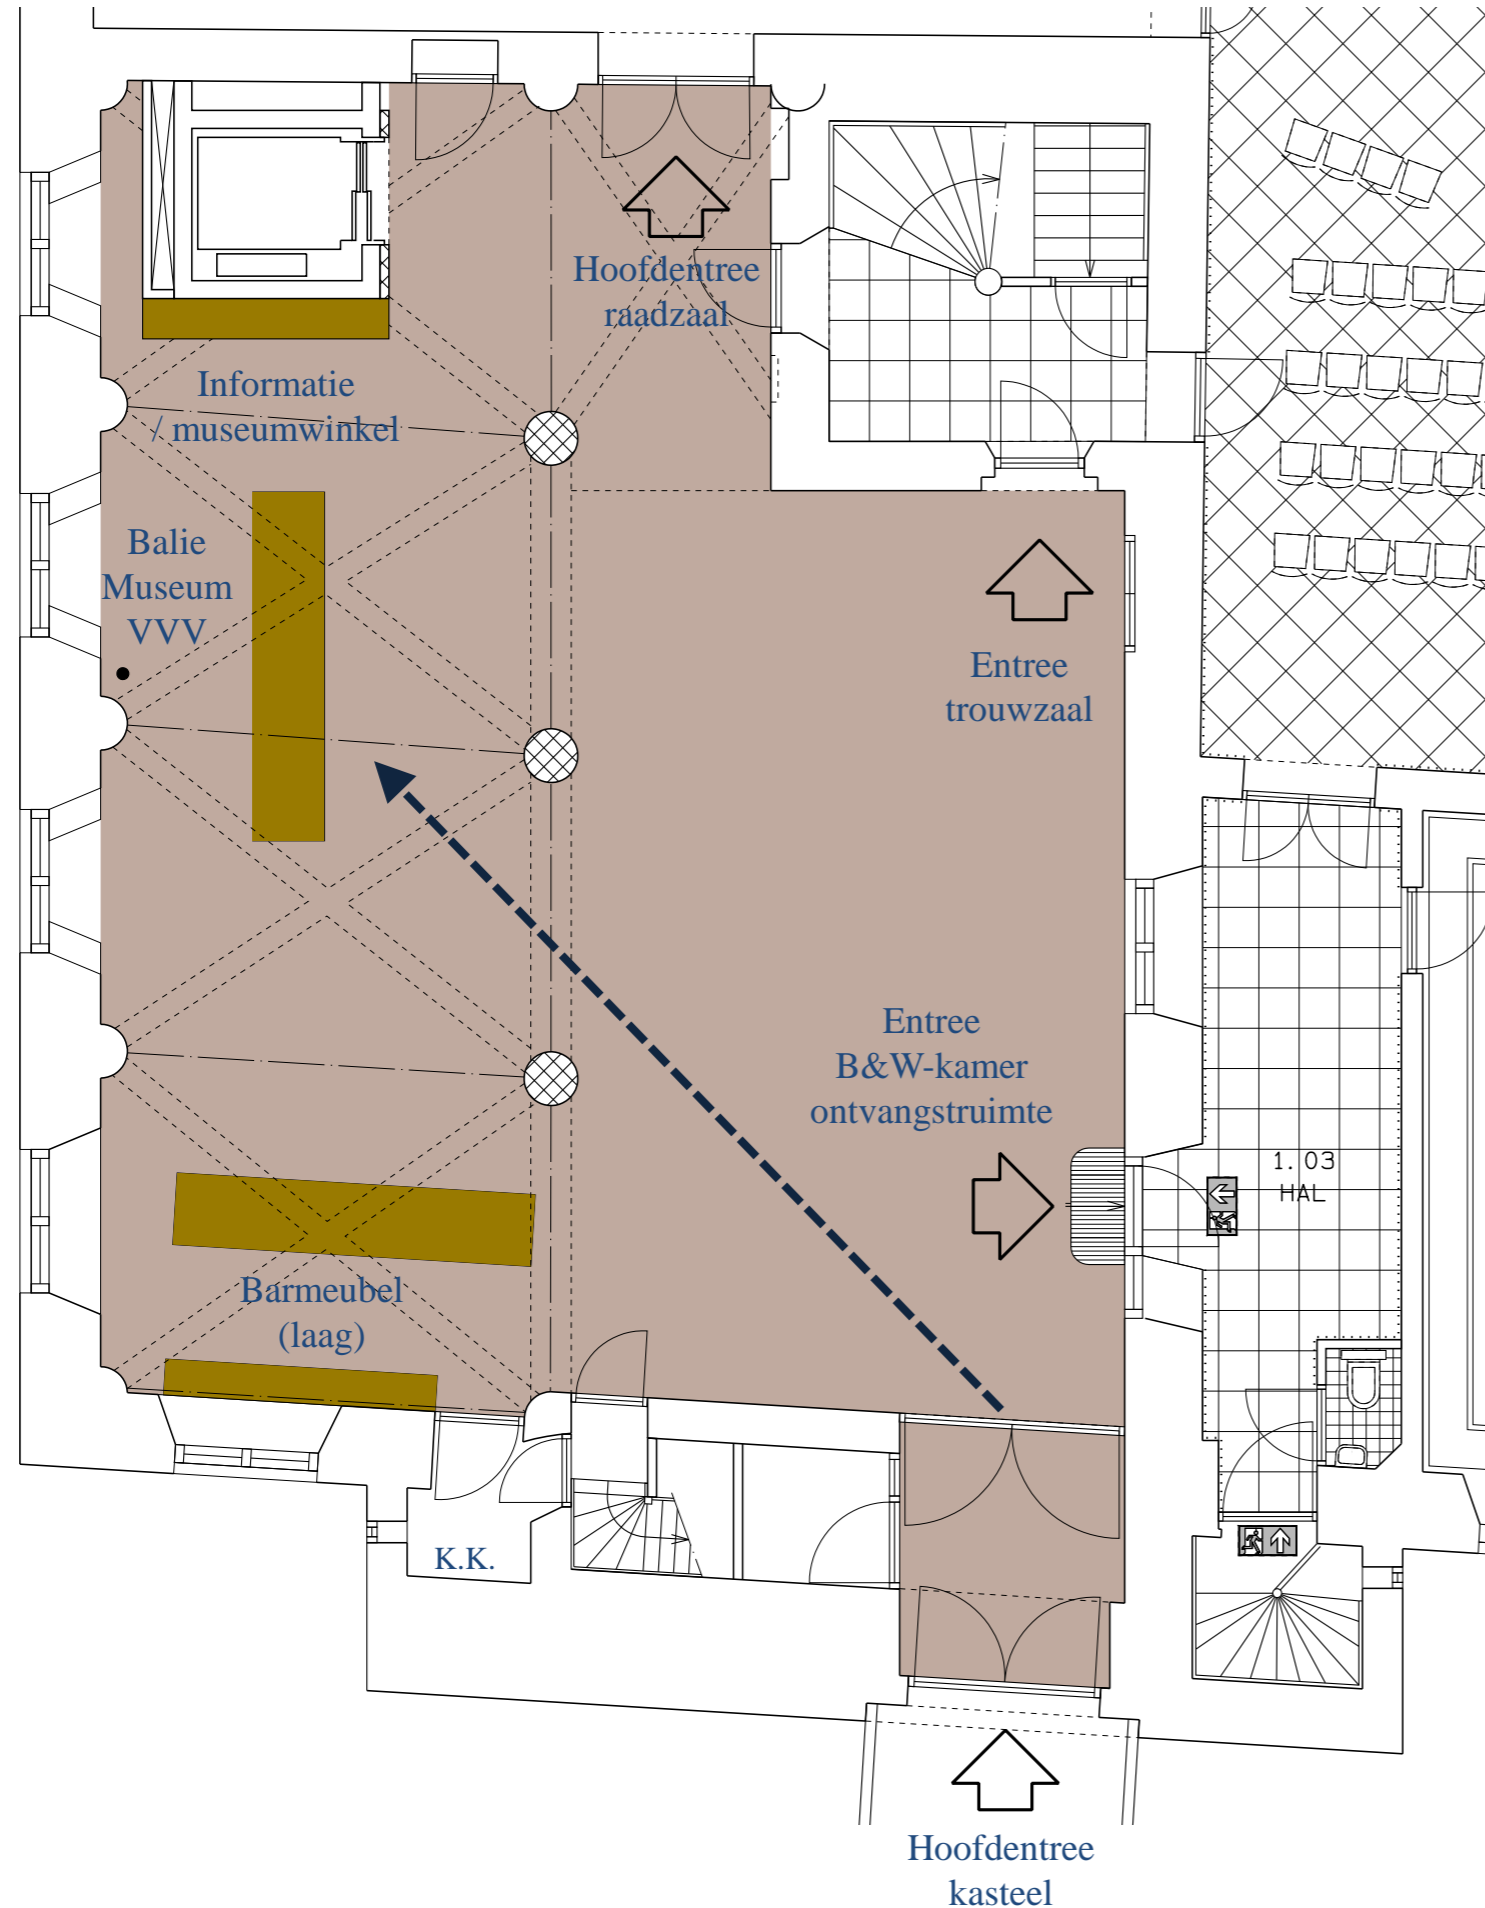 Hoofdentree
raadzaal
Informatie
/ museumwinkel
Balie
Museum
VVV
Entree
trouwzaal
Entree
B&W-kamer
ontvangstruimte
1.03
HAL
Barmeubel
(laag)
K.K.
Hoofdentree
kasteel